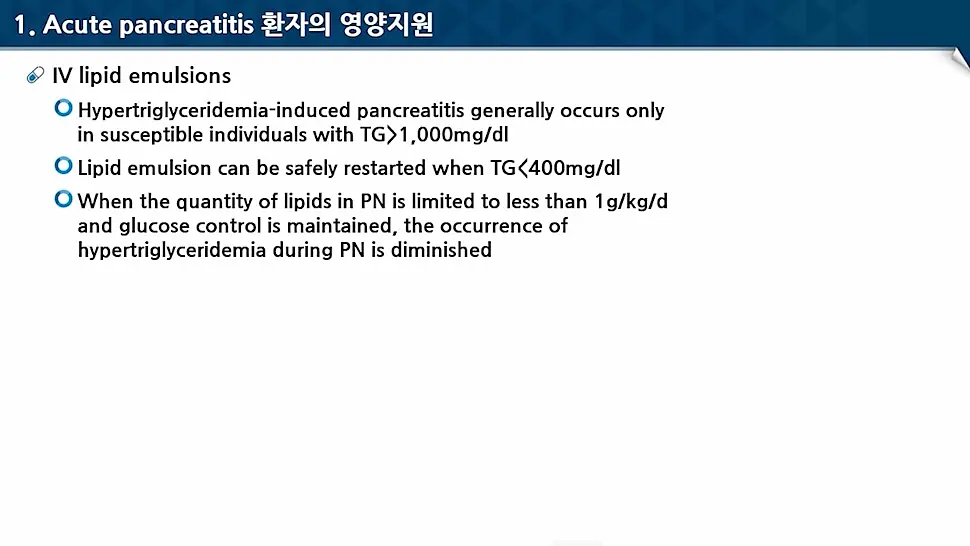 1. Acute pancreatitis 환자의 영양지원
IV lipid emulsions
Hypertriglyceridemia-induced pancreatitis generally occurs only
in susceptible individuals with TG>1,000mg/dl
Lipid emulsion can be safely restarted when TG<400mg/dl
When the quantity of lipids in PN is limited to less than 1g/kg/d
and glucose control is maintained, the occurrence of
hypertriglyceridemia during PN is diminished